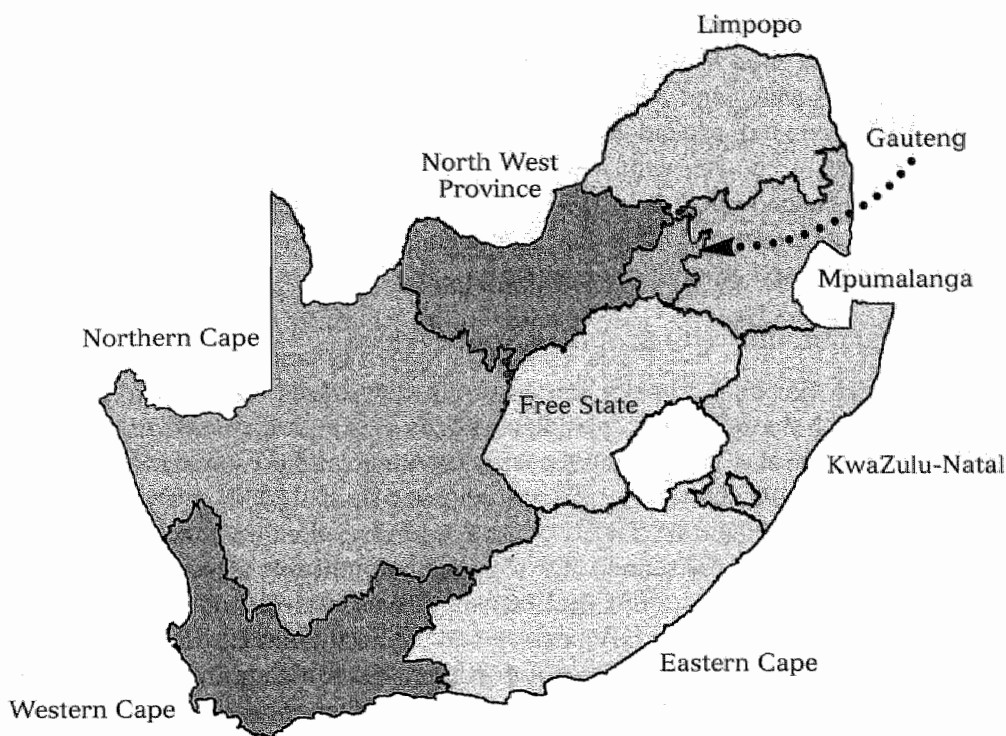 Limpopo
Gauteng
North West
Province
Mpumalanga
Northern Cape
Free State
KwaZulu-Natal
Eastern Cape
Western Cape